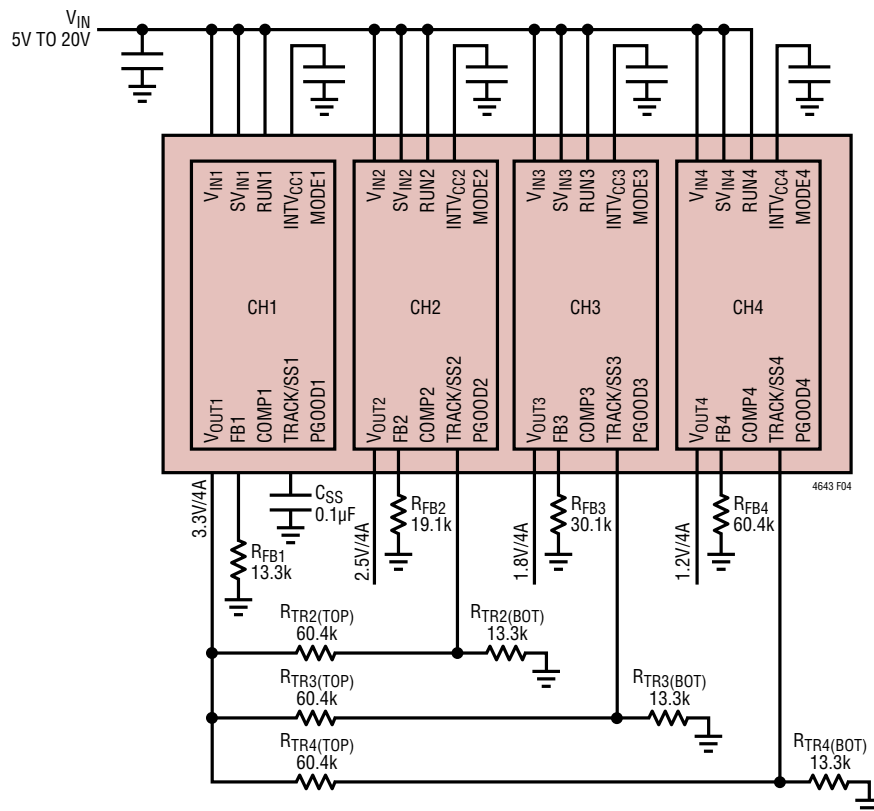 VIN
5V TO 20V
VIN1
SVIN1
RUN1
INTVCC1
MODE1
VIN2
SVIN2
RUN2
INTVCC2
MODE2
VIN3
SVIN3
RUN3
INTVCC3
MODE3
VIN4
SVIN4
RUN4
INTVCC4
MODE4
CH1
CH2
CH3
CH4
VOUT1
FB1
COMP1
TRACK/SS1
PGOOD1
VOUT2
FB2
COMP2
TRACK/SS2
PGOOD2
VOUT3
FB3
COMP3
TRACK/SS3
PGOOD3
VOUT4
FB4
COMP4
TRACK/SS4
PGOOD4
4643 F04
3.3V/4A
CSS
0.1µF
RFB1
13.3k
2.5V/4A
RFB2
19.1k
1.8V/4A
RFB3
30.1k
1.2V/4A
RFB4
60.4k
RTR2(TOP)
60.4k
RTR2(BOT)
13.3k
RTR3(TOP)
60.4k
RTR3(BOT)
13.3k
RTR4(TOP)
60.4k
RTR4(BOT)
13.3k